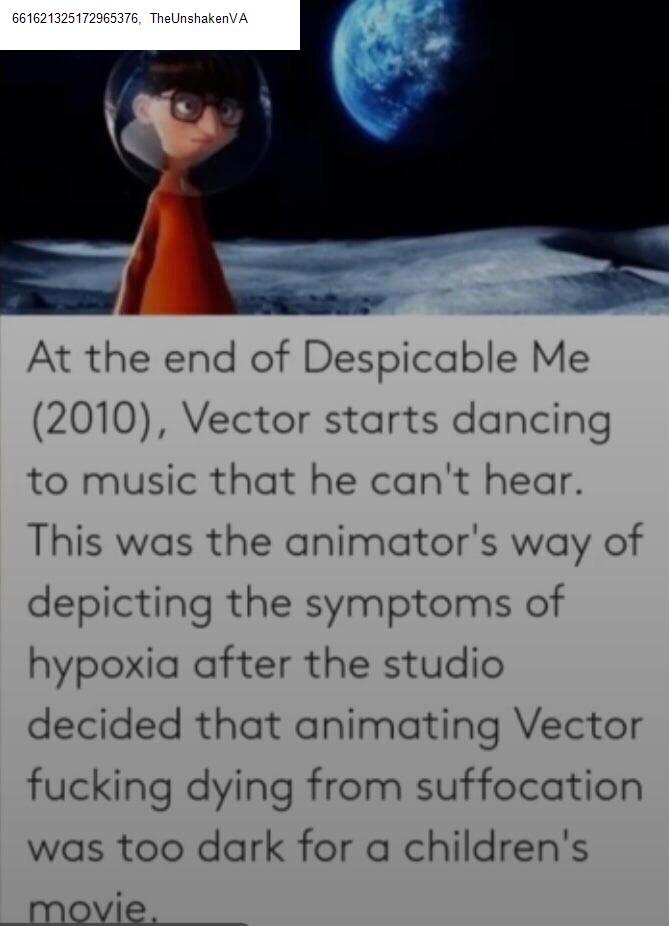 661621325172965376, TheUnshakenVA
At the end of Despicable Me
(2010), Vector starts dancing
to music that he can't hear.
This was the animator's way of
depicting the symptoms of
hypoxia after the studio
decided that animating Vector
fucking dying from suffocation
was too dark for a children's
movie.